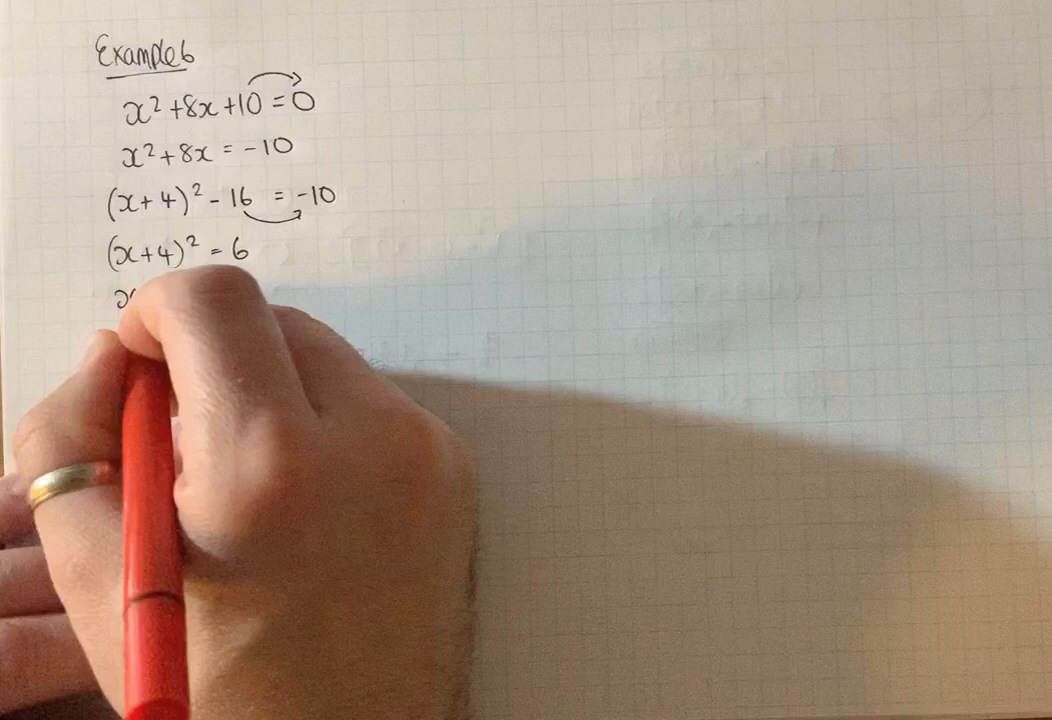 Example 6
x² + 8x + 10 = 0
x² + 8x = -10
(x + 4)² - 16 = -10
(x + 4)² = 6
x